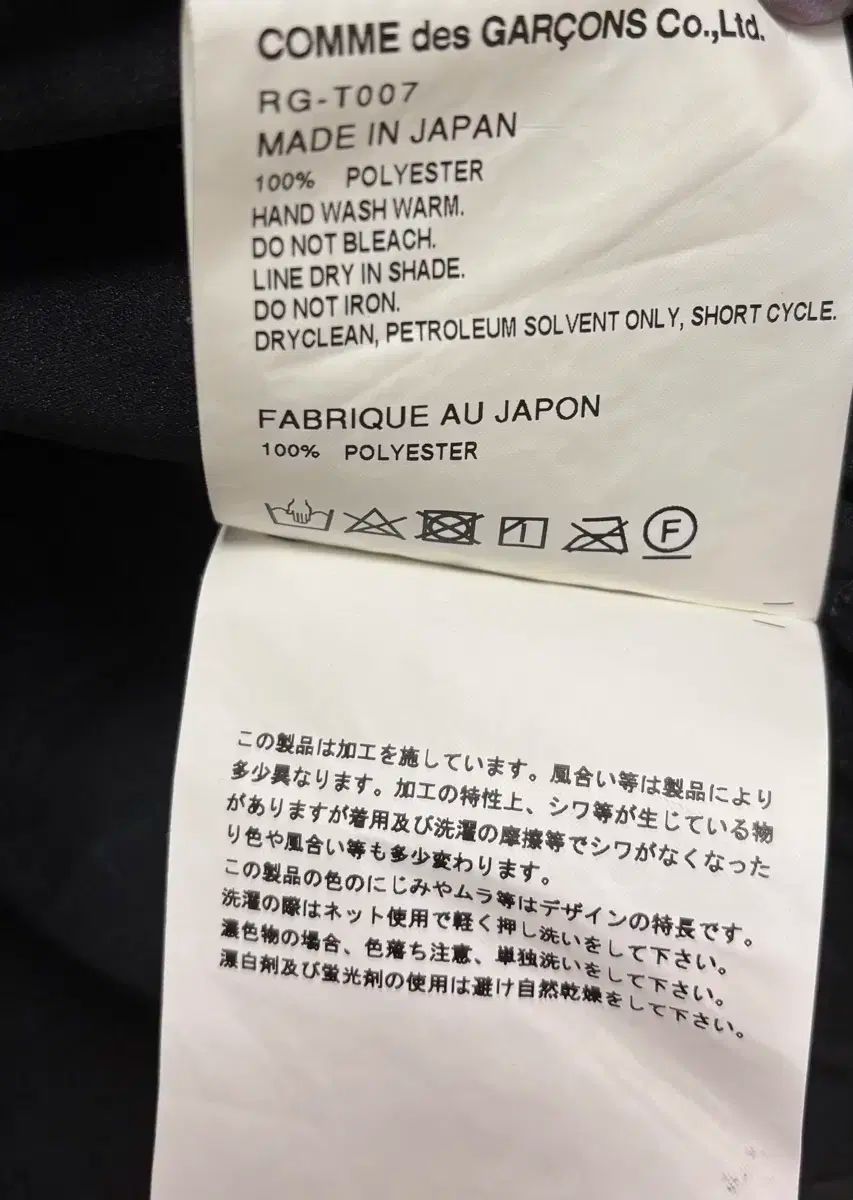 COMME des GARÇONS Co.,Ltd.
RG-T007
MADE IN JAPAN
100% POLYESTER
HAND WASH WARM.
DO NOT BLEACH.
LINE DRY IN SHADE.
DO NOT IRON.
DRYCLEAN, PETROLEUM SOLVENT ONLY, SHORT CYCLE.
FABRIQUE AU JAPON
100% POLYESTER
F
この製品は加工を施しています。風合い等は製品により
多少異なります。加工の特性上、シワ等が生じている物
がありますが着用及び洗濯の摩擦等でシワがなくなった
り色や風合い等も多少変わります。
この製品の色のにじみやムラ等はデザインの特長です。
洗濯の際はネット使用で軽く押し洗いをして下さい。
濃色物の場合、色落ち注意、単独洗いをして下さい。
漂白剤及び蛍光剤の使用は避け自然乾燥をして下さい。